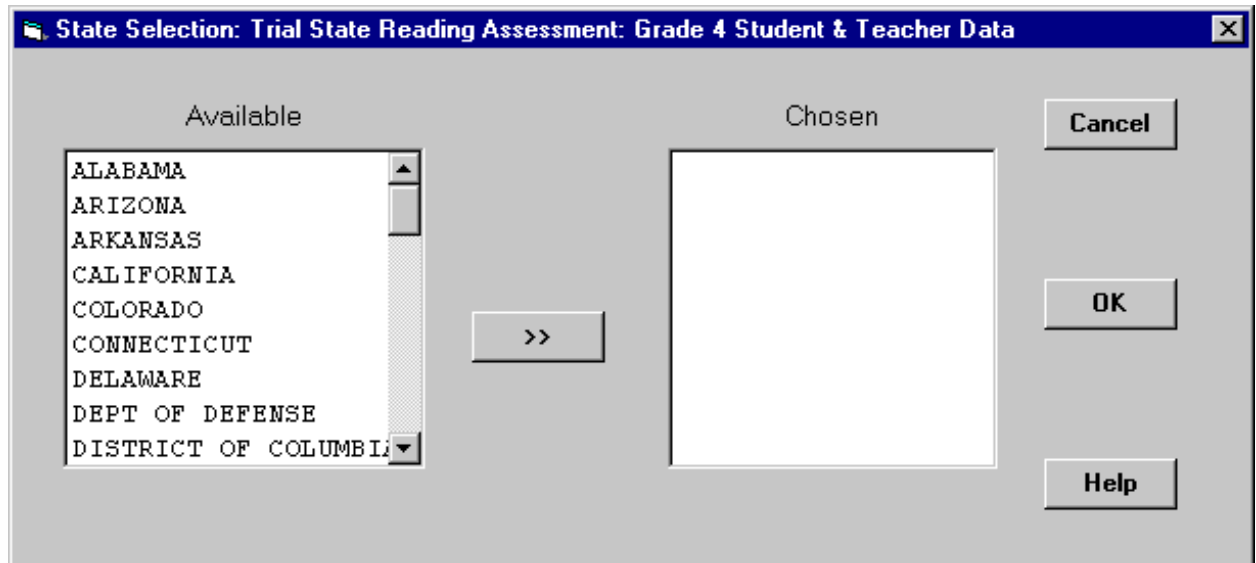 State Selection: Trial State Reading Assessment: Grade 4 Student & Teacher Data
Available
ALABAMA
ARIZONA
ARKANSAS
CALIFORNIA
COLORADO
CONNECTICUT
DELAWARE
DEPT OF DEFENSE
DISTRICT OF COLUMBIA
>>
Chosen
Cancel
OK
Help